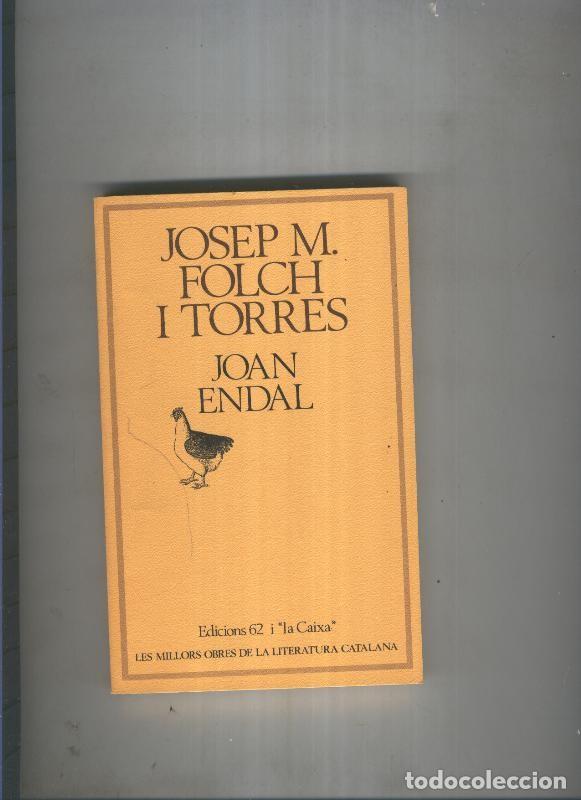 JOSEP M.
FOLCH
I TORRES
JOAN
ENDAL
Edicions 62 i "la Caixa"
LES MILLORS OBRES DE LA LITERATURA CATALANA
todocoleccion